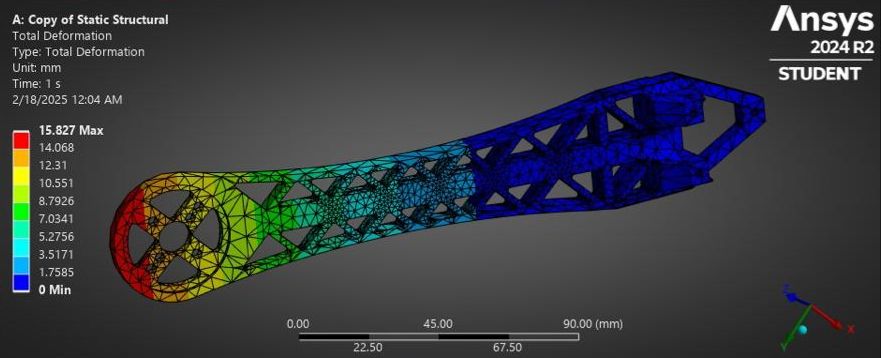 A: Copy of Static Structural
Total Deformation
Type: Total Deformation
Unit: mm
Time: 1 s
2/18/2025 12:04 AM
15.827 Max
14.068
12.31
10.551
8.7926
7.0341
5.2756
3.5171
1.7585
0 Min
Ansys
2024 R2
STUDENT
0.00 45.00 90.00 (mm)
22.50 67.50
Z
X
Y